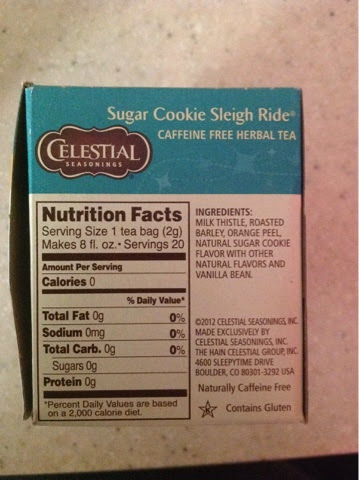 Sugar Cookie Sleigh Ride®
CAFFEINE FREE HERBAL TEA
CELESTIAL
SEASONINGS
Nutrition Facts
Serving Size 1 tea bag (2g)
Makes 8 fl. oz. • Servings 20
Amount Per Serving
Calories 0
% Daily Value*
Total Fat 0g 0%
Sodium 0mg 0%
Total Carb. 0g 0%
Sugars 0g
Protein 0g
*Percent Daily Values are based
on a 2,000 calorie diet.
INGREDIENTS:
MILK THISTLE, ROASTED
BARLEY, ORANGE PEEL,
NATURAL SUGAR COOKIE
FLAVOR WITH OTHER
NATURAL FLAVORS AND
VANILLA BEAN.
©2012 CELESTIAL SEASONINGS, INC.
MADE EXCLUSIVELY BY
CELESTIAL SEASONINGS, INC.
THE HAIN CELESTIAL GROUP, INC.
4600 SLEEPYTIME DRIVE
BOULDER, CO 80301-3292 USA
Naturally Caffeine Free
K Contains Gluten